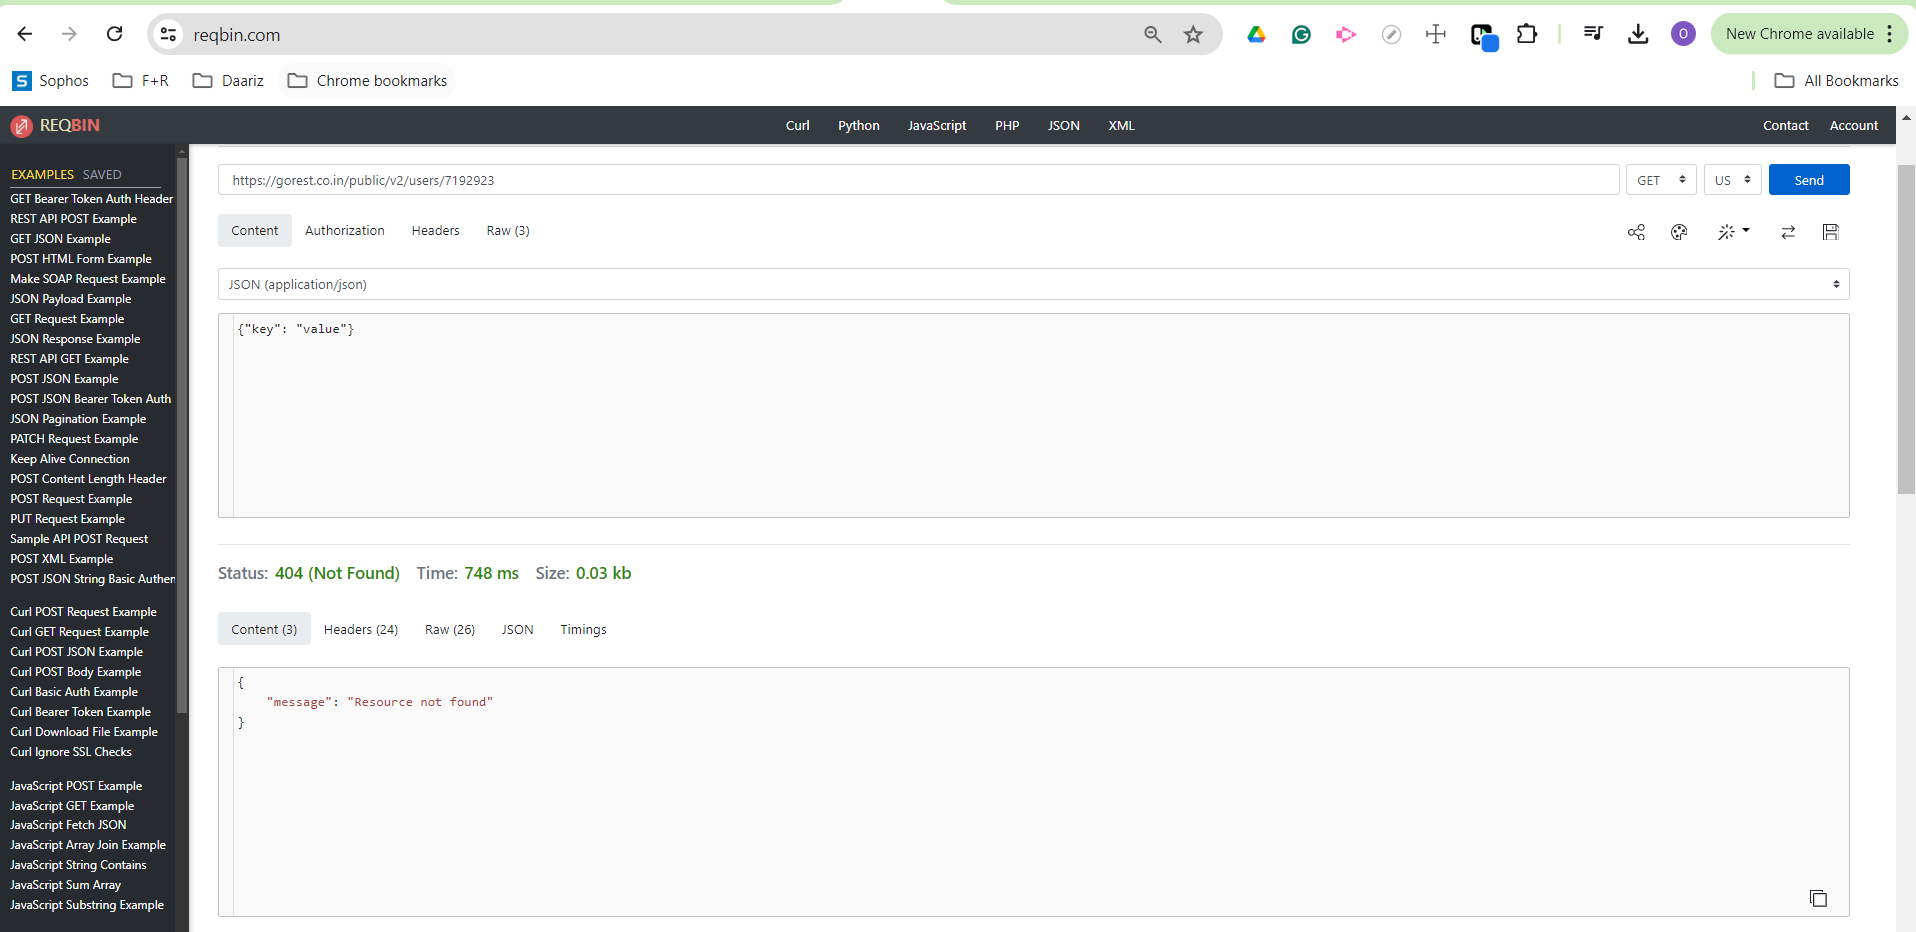 reqbin.com
O
New Chrome available
S
Sophos
F+R
Daariz
Chrome bookmarks
All Bookmarks
REQBIN
Curl
Python
JavaScript
PHP
JSON
XML
Contact
Account
EXAMPLES
SAVED
GET Bearer Token Auth Header
REST API POST Example
GET JSON Example
POST HTML Form Example
Make SOAP Request Example
JSON Payload Example
GET Request Example
JSON Response Example
REST API GET Example
POST JSON Example
POST JSON Bearer Token Auth
JSON Pagination Example
PATCH Request Example
Keep Alive Connection
POST Content Length Header
POST Request Example
PUT Request Example
Sample API POST Request
POST XML Example
POST JSON String Basic Authen
Curl POST Request Example
Curl GET Request Example
Curl POST JSON Example
Curl POST Body Example
Curl Basic Auth Example
Curl Bearer Token Example
Curl Download File Example
Curl Ignore SSL Checks
JavaScript POST Example
JavaScript GET Example
JavaScript Fetch JSON
JavaScript Array Join Example
JavaScript String Contains
JavaScript Sum Array
JavaScript Substring Example
https://gorest.co.in/public/v2/users/7192923
GET
US
Send
Content
Authorization
Headers
Raw (3)
JSON (application/json)
{"key": "value"}
Status: 404 (Not Found) Time: 748 ms Size: 0.03 kb
Content (3)
Headers (24)
Raw (26)
JSON
Timings
{
"message": "Resource not found"
}